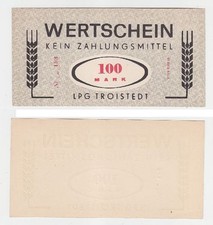 WERTSCHEIN
KEIN ZAHLUNGSMITTEL
100
MARK
LPG TROISTEDT